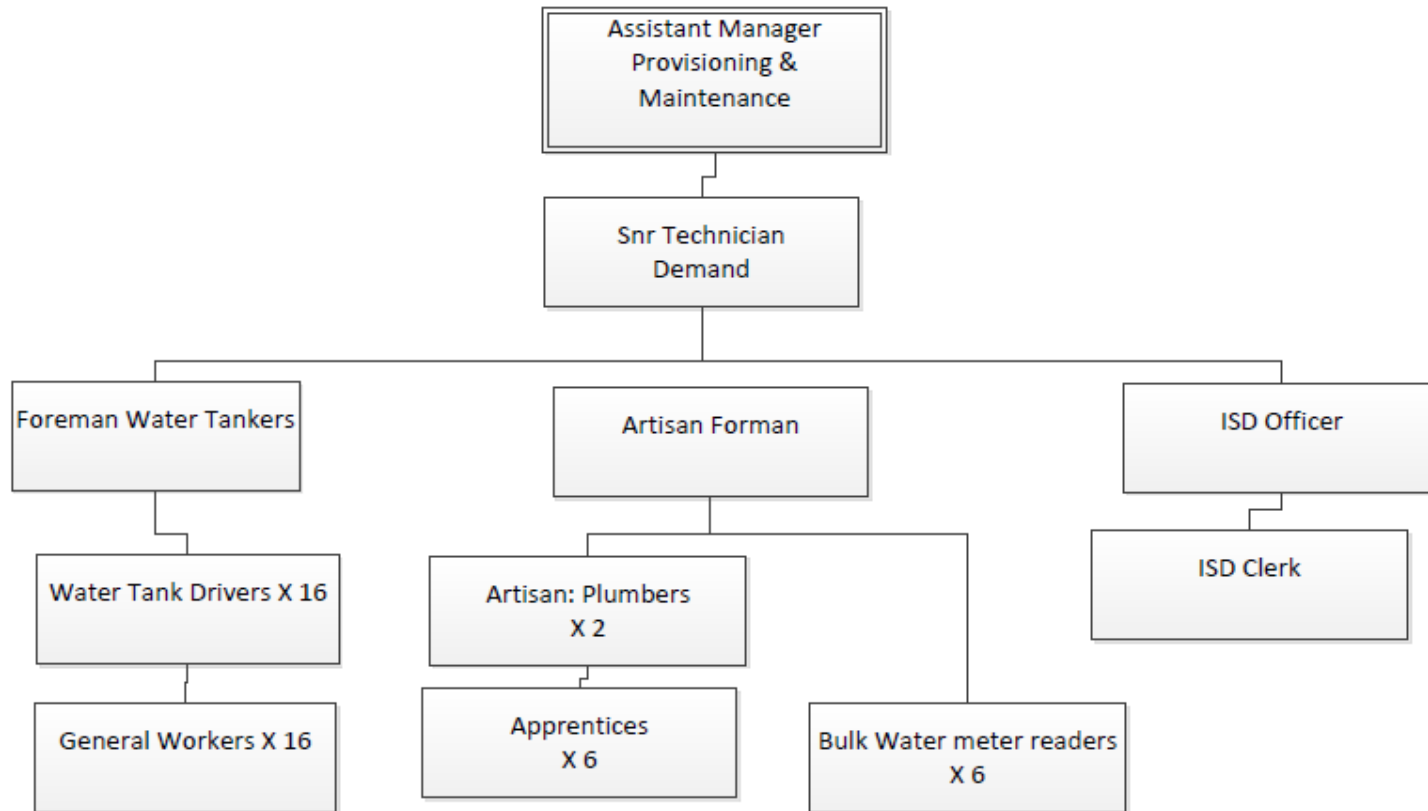 Assistant Manager
Provisioning &
Maintenance
Snr Technician
Demand
Foreman Water Tankers
Artisan Forman
ISD Officer
Water Tank Drivers X 16
Artisan: Plumbers
X 2
ISD Clerk
General Workers X 16
Apprentices
X 6
Bulk Water meter readers
X 6